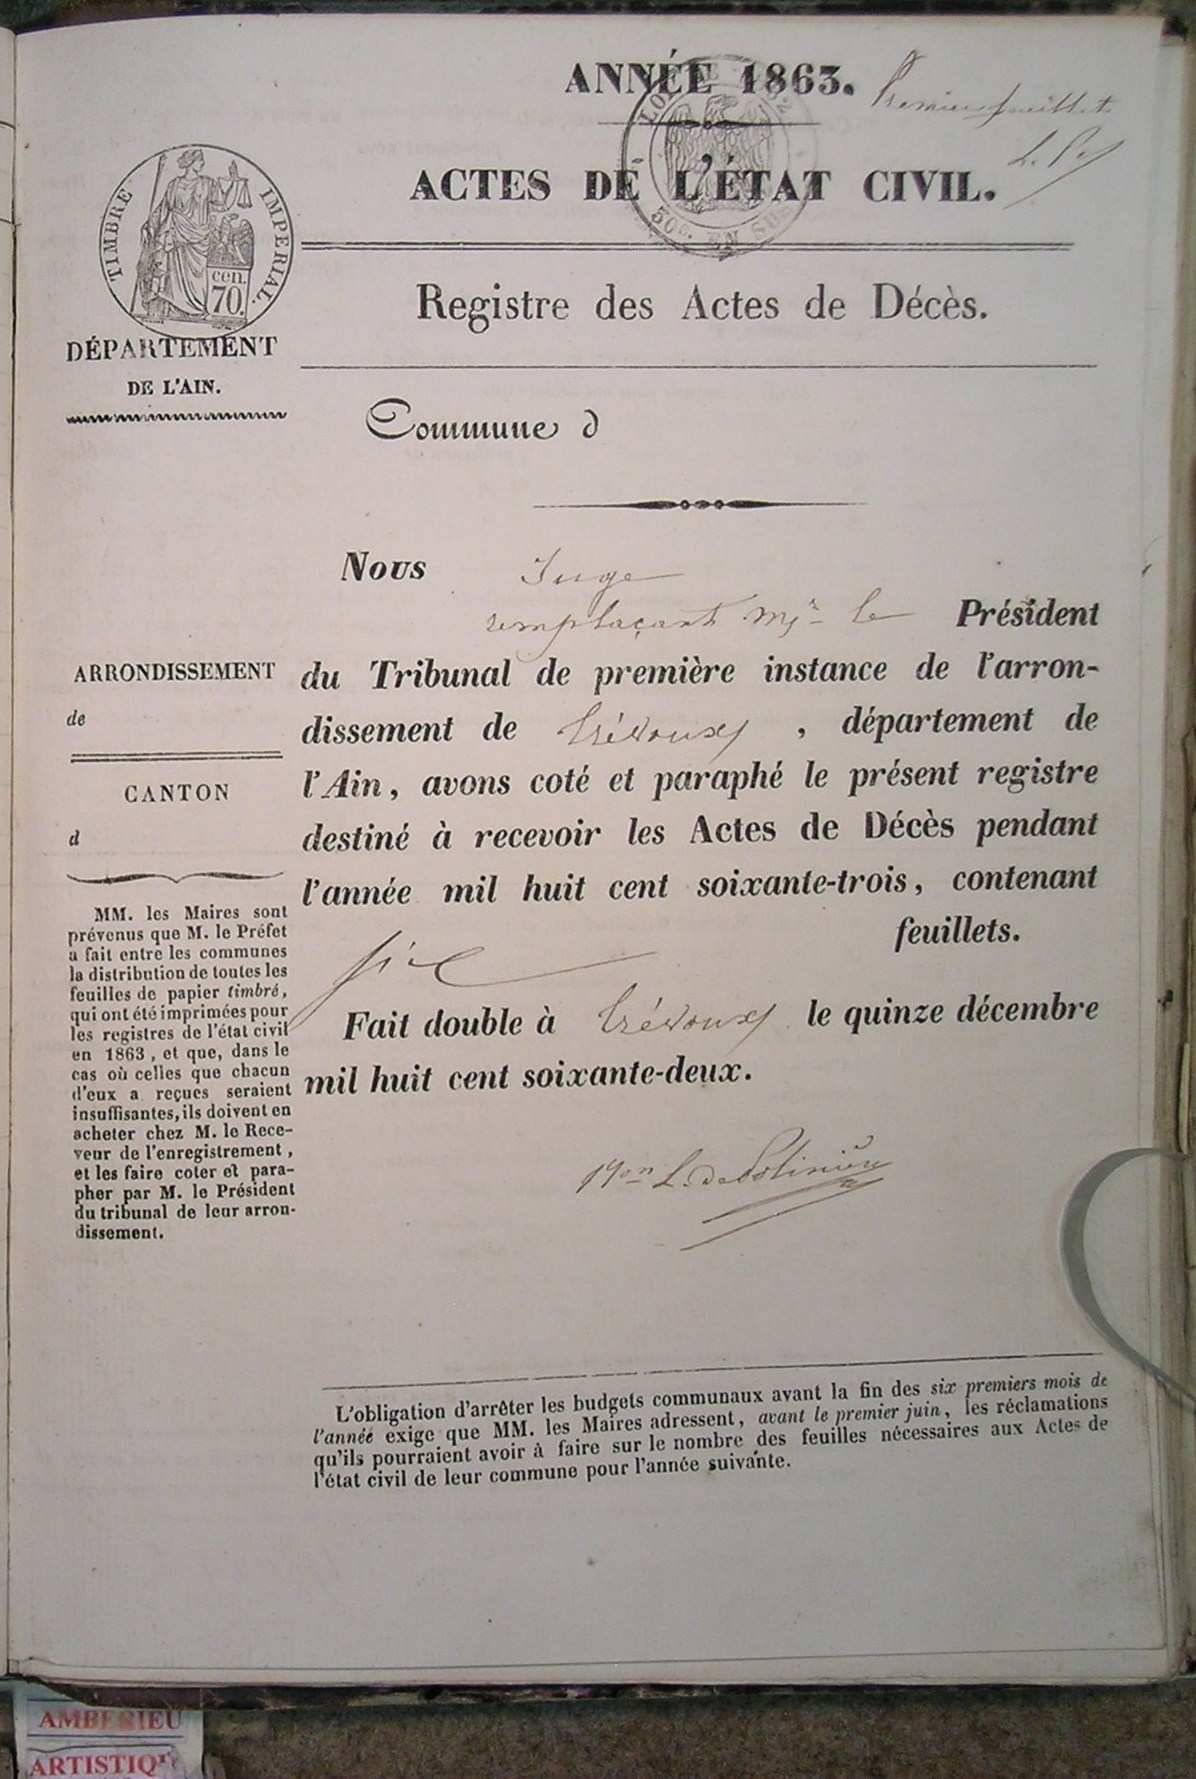 ANNÉE 1863.
Premier feuillet
L. P.
ACTES DE L'ÉTAT CIVIL.
TIMBRE IMPERIAL.
cen.
70.
50c. EN SUS
Registre des Actes de Décès.
DÉPARTEMENT
DE L'AIN.
Commune d
Nous Juge
remplaçant Mr le Président
du Tribunal de première instance de l'arron-
dissement de Trévoux, département de
l'Ain, avons coté et paraphé le présent registre
destiné à recevoir les Actes de Décès pendant
l'année mil huit cent soixante-trois, contenant
six feuillets.
Fait double à Trévoux le quinze décembre
mil huit cent soixante-deux.
ARRONDISSEMENT
de
CANTON
d
MM. les Maires sont
prévenus que M. le Préfet
a fait entre les communes
la distribution de toutes les
feuilles de papier timbré,
qui ont été imprimées pour
les registres de l'état civil
en 1863, et que, dans le
cas où celles que chacun
d'eux a reçues seraient
insuffisantes, ils doivent en
acheter chez M. le Rece-
veur de l'enregistrement,
et les faire coter et para-
pher par M. le Président
du tribunal de leur arron-
dissement.
L. de Polinière
L'obligation d'arrêter les budgets communaux avant la fin des six premiers mois de
l'année exige que MM. les Maires adressent, avant le premier juin, les réclamations
qu'ils pourraient avoir à faire sur le nombre des feuilles nécessaires aux Actes de
l'état civil de leur commune pour l'année suivante.
AMBERIEU
ARTISTIQ